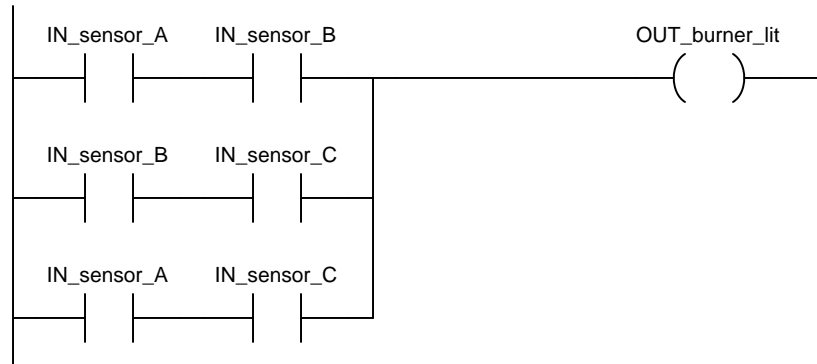 IN_sensor_A IN_sensor_B OUT_burner_lit
IN_sensor_B IN_sensor_C
IN_sensor_A IN_sensor_C